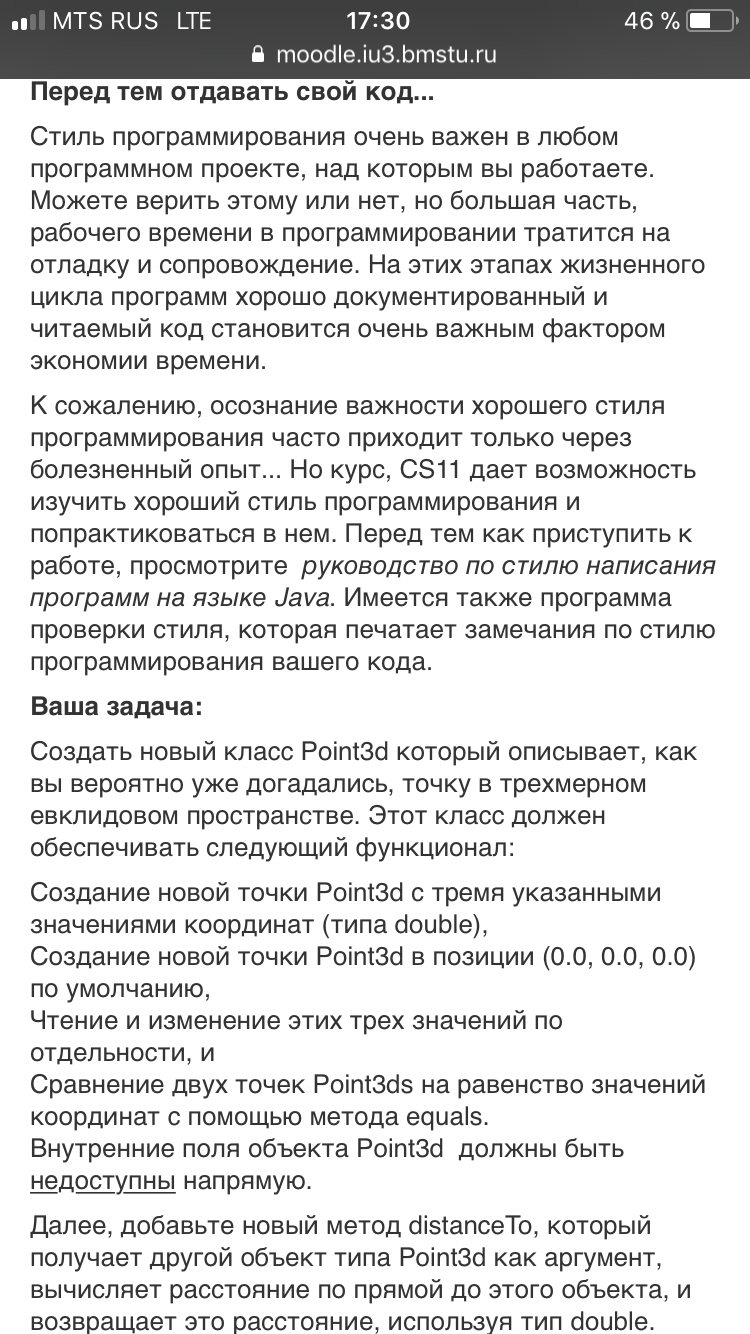 MTS RUS LTE 17:30 46 %
moodle.iu3.bmstu.ru
Перед тем отдавать свой код...
Стиль программирования очень важен в любом
программном проекте, над которым вы работаете.
Можете верить этому или нет, но большая часть,
рабочего времени в программировании тратится на
отладку и сопровождение. На этих этапах жизненного
цикла программ хорошо документированный и
читаемый код становится очень важным фактором
экономии времени.
К сожалению, осознание важности хорошего стиля
программирования часто приходит только через
болезненный опыт... Но курс, CS11 дает возможность
изучить хороший стиль программирования и
попрактиковаться в нем. Перед тем как приступить к
работе, просмотрите руководство по стилю написания
программ на языке Java. Имеется также программа
проверки стиля, которая печатает замечания по стилю
программирования вашего кода.
Ваша задача:
Создать новый класс Point3d который описывает, как
вы вероятно уже догадались, точку в трехмерном
евклидовом пространстве. Этот класс должен
обеспечивать следующий функционал:
Создание новой точки Point3d с тремя указанными
значениями координат (типа double),
Создание новой точки Point3d в позиции (0.0, 0.0, 0.0)
по умолчанию,
Чтение и изменение этих трех значений по
отдельности, и
Сравнение двух точек Point3ds на равенство значений
координат с помощью метода equals.
Внутренние поля объекта Point3d должны быть
недоступны напрямую.
Далее, добавьте новый метод distanceTo, который
получает другой объект типа Point3d как аргумент,
вычисляет расстояние по прямой до этого объекта, и
возвращает это расстояние, используя тип double.